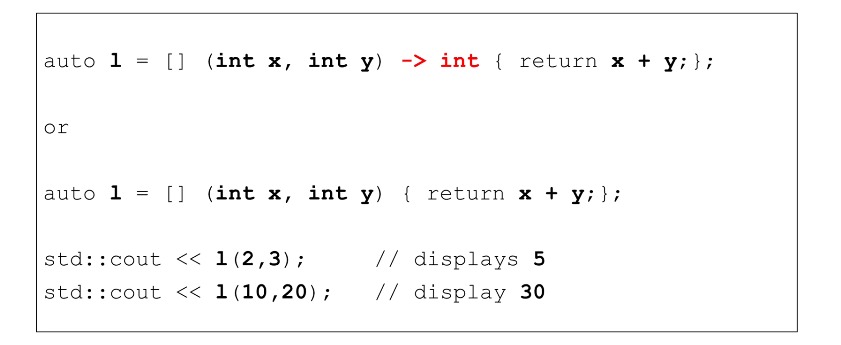 auto l = [] (int x, int y) -> int { return x + y;};
or
auto l = [] (int x, int y) { return x + y;};
std::cout << l(2,3);     // displays 5
std::cout << l(10,20);   // display 30